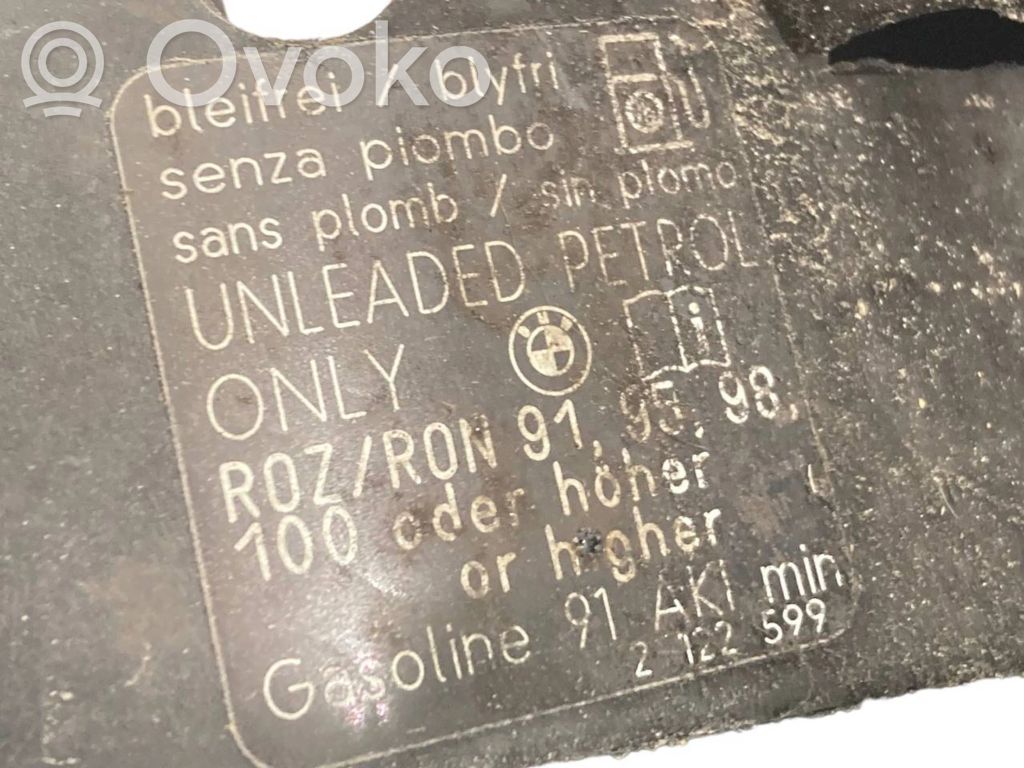 Ovoko
bleifrei / blyfri
senza piombo
sans plomb / sin plomo
UNLEADED PETROL
ONLY
i
ROZ/RON 91, 95, 98,
100 oder höher
or higher
Gasoline 91 AKI min
2 122 599